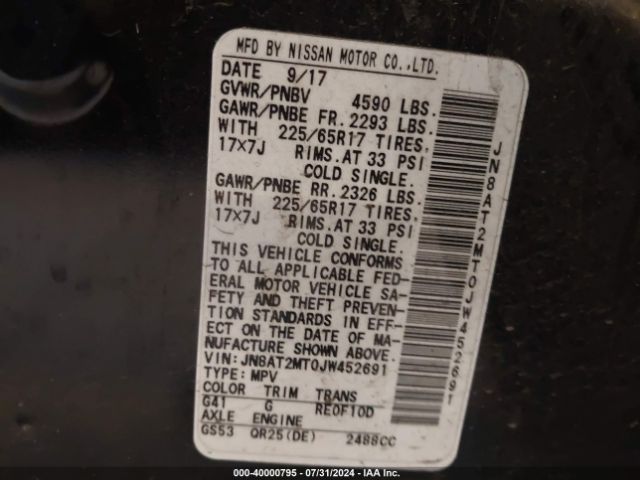 MFD BY NISSAN MOTOR CO.,LTD.
DATE 9/17
GVWR/PNBV 4590 LBS.
GAWR/PNBE FR. 2293 LBS.
WITH 225/65R17 TIRES.
17×7J RIMS. AT 33 PSI
COLD SINGLE.
GAWR/PNBE RR. 2326 LBS.
WITH 225/65R17 TIRES.
17×7J RIMS. AT 33 PSI
COLD SINGLE.
THIS VEHICLE CONFORMS
TO ALL APPLICABLE FED-
ERAL MOTOR VEHICLE SA-
FETY AND THEFT PREVEN-
TION STANDARDS IN EFF-
ECT ON THE DATE OF MA-
NUFACTURE SHOWN ABOVE.
VIN: JN8AT2MT0JW452691
TYPE: MPV
COLOR TRIM TRANS
G41 G RE0F10D
AXLE ENGINE
GS53 QR25(DE) 2488CC
JN8AT2MT0JW452691
000-40000795 - 07/31/2024 - IAA Inc.